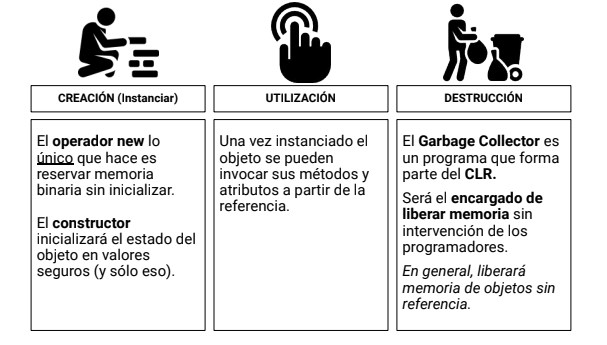 CREACIÓN (Instanciar)
El operador new lo
único que hace es
reservar memoria
binaria sin inicializar.
El constructor
inicializará el estado del
objeto en valores
seguros (y sólo eso).
UTILIZACIÓN
Una vez instanciado el
objeto se pueden
invocar sus métodos y
atributos a partir de la
referencia.
DESTRUCCIÓN
El Garbage Collector es
un programa que forma
parte del CLR.
Será el encargado de
liberar memoria sin
intervención de los
programadores.
En general, liberará
memoria de objetos sin
referencia.